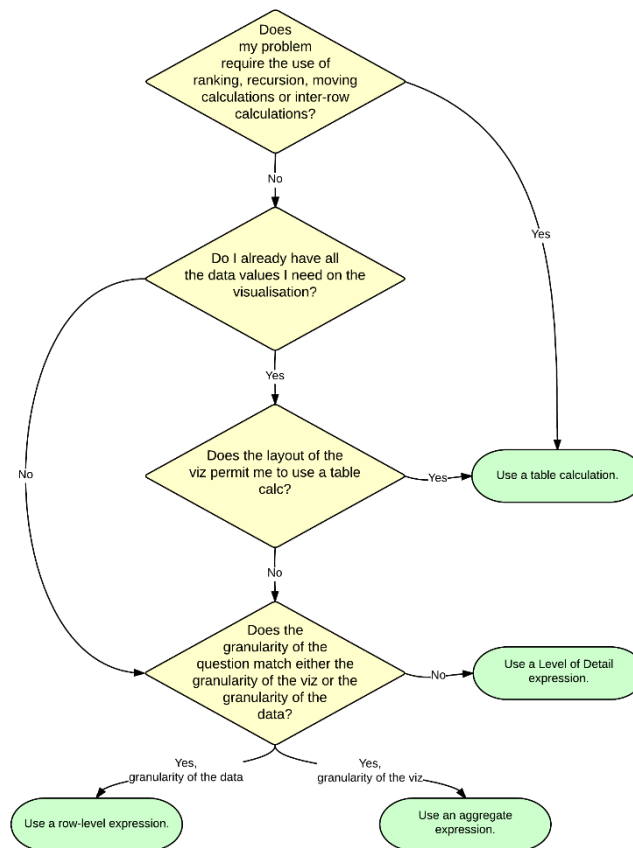 Does
my problem
require the use of
ranking, recursion, moving
calculations or inter-row
calculations?
No
Yes
Do I already have all
the data values I need on the
visualisation?
Yes
No
Does the layout of the
viz permit me to use a table
calc?
Yes
Use a table calculation.
No
Does the
granularity of the
question match either the
granularity of the viz or the
granularity of the
data?
No
Use a Level of Detail
expression.
Yes,
granularity of the data
Yes,
granularity of the viz
Use a row-level expression.
Use an aggregate
expression.